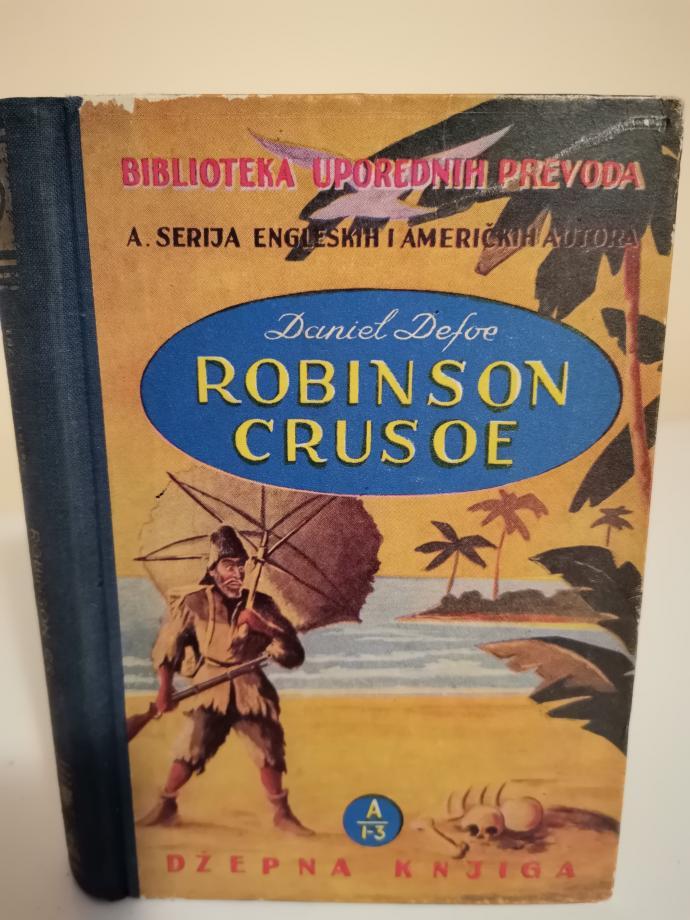 BIBLIOTEKA UPOREDNIH PREVODA
A. SERIJA ENGLESKIH I AMERIČKIH AUTORA
Daniel Defoe
ROBINSON
CRUSOE
A
1-3
DŽEPNA KNJIGA